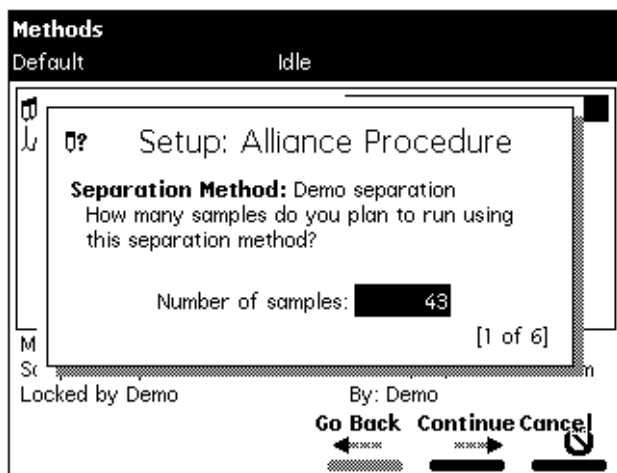 Methods
Default Idle
Setup: Alliance Procedure
Separation Method: Demo separation
How many samples do you plan to run using
this separation method?
Number of samples: 43
[1 of 6]
Locked by Demo By: Demo
Go Back Continue Cancel